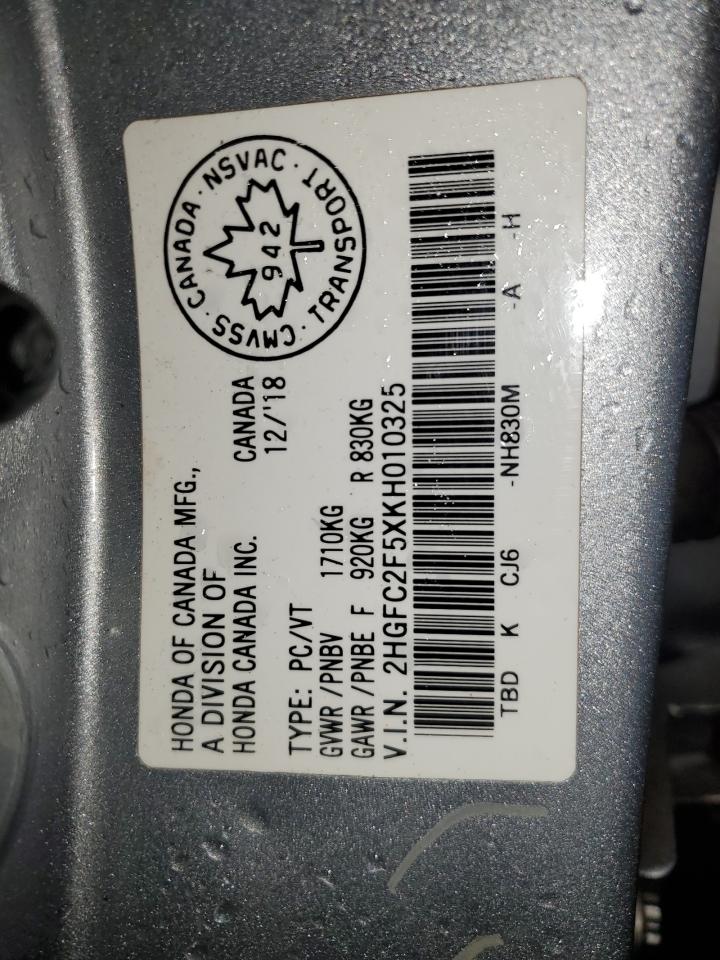 HONDA OF CANADA MFG.,
A DIVISION OF
HONDA CANADA INC.
CANADA
12/'18
TYPE: PC/VT
GVWR/PNBV 1710KG
GAWR/PNBE F 920KG R 830KG
V.I.N. 2HGFC2F5XKH010325
TBD K CJ6 -NH830M -A -H
CANADA · NSVAC · TRANSPORT · CMVSS ·
942